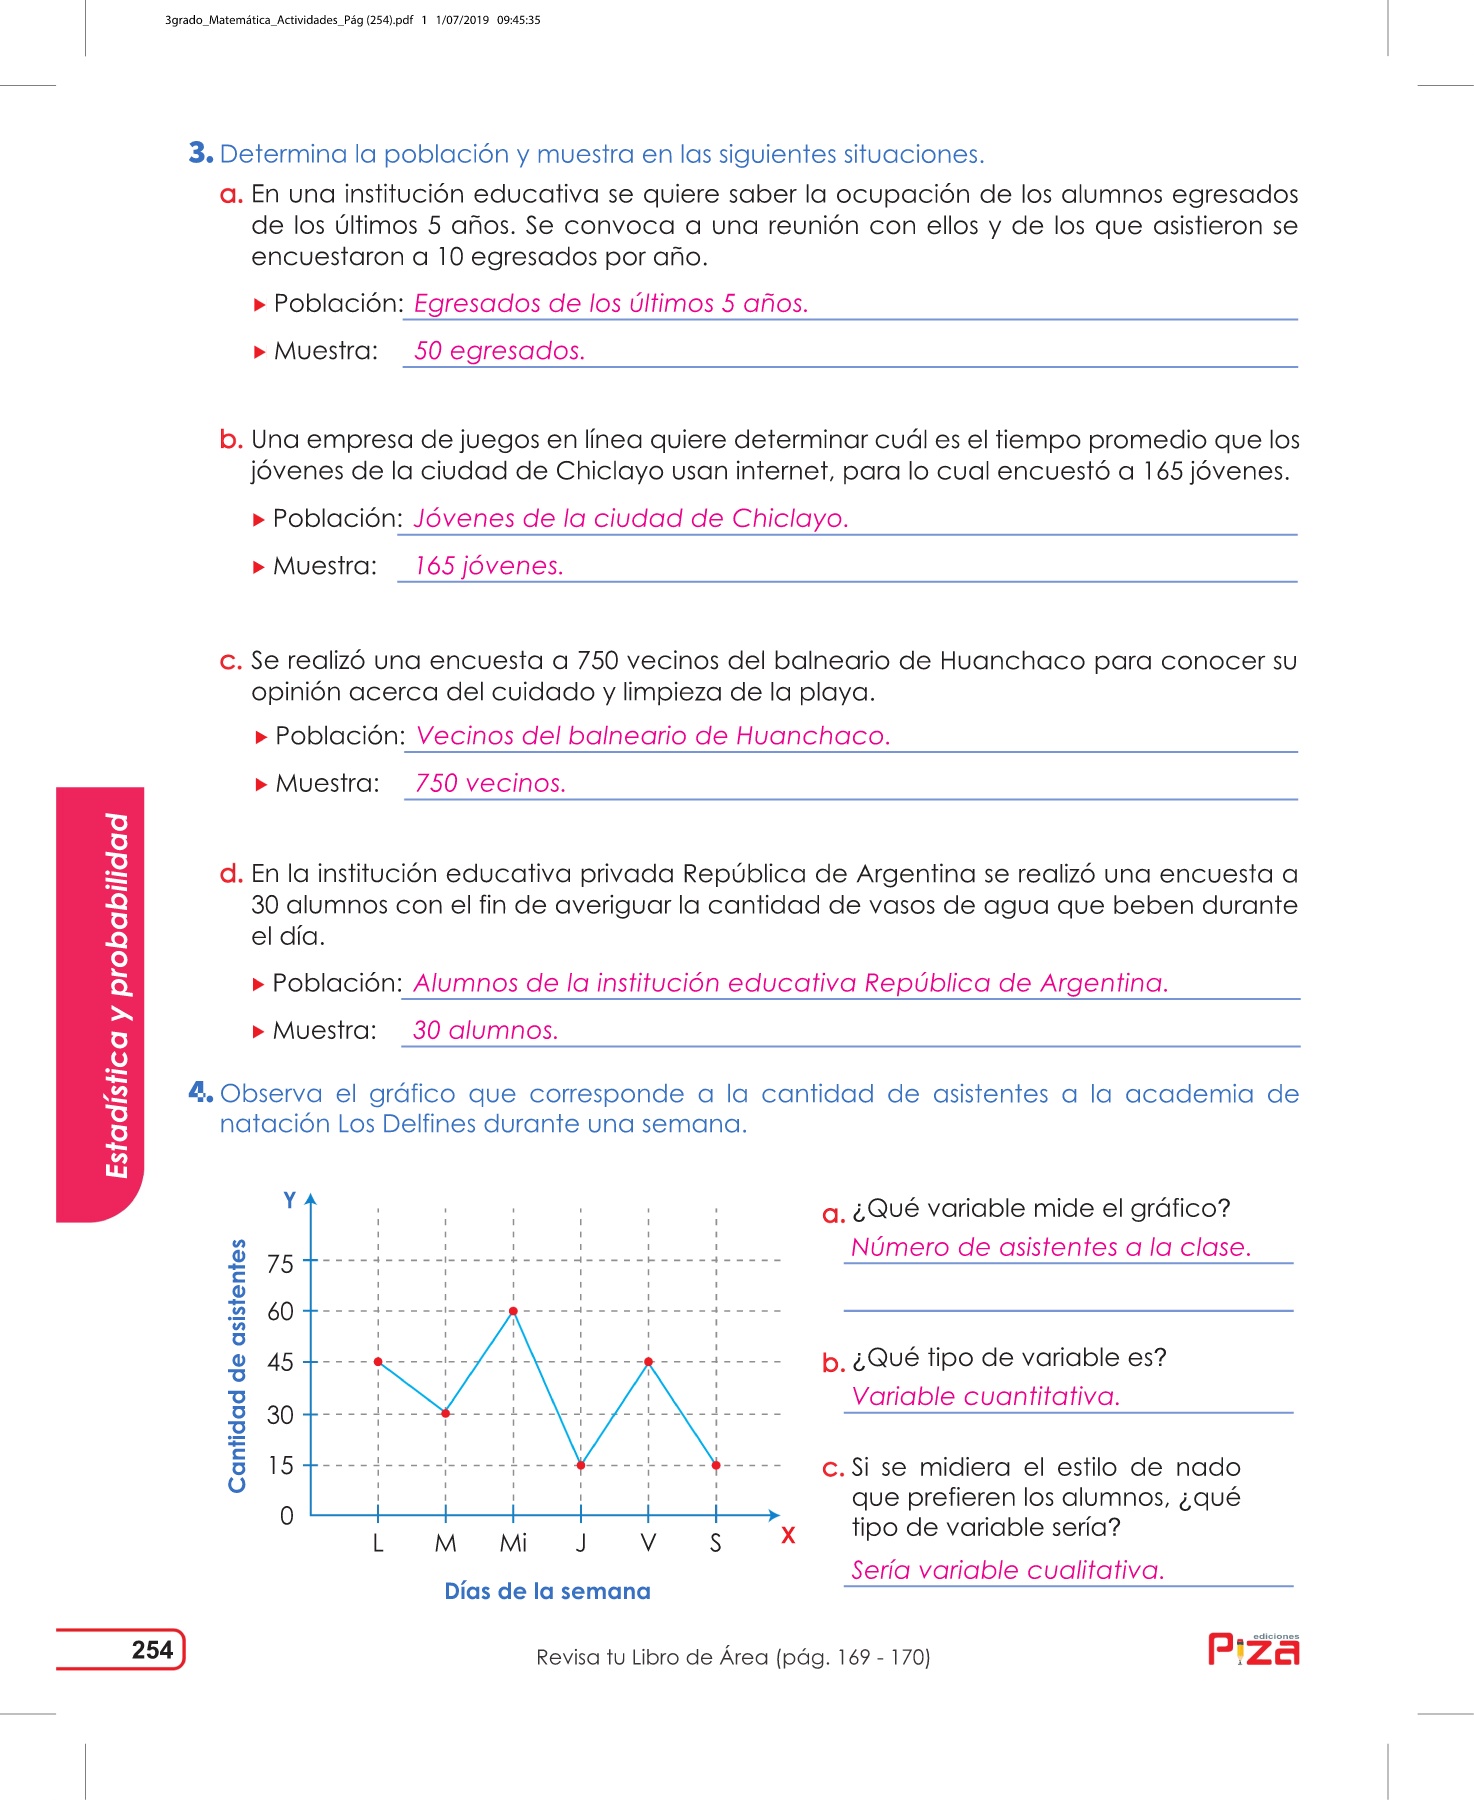 3grado_Matemática_Actividades_Pág (254).pdf 1 1/07/2019 09:45:35
3. Determina la población y muestra en las siguientes situaciones.
a. En una institución educativa se quiere saber la ocupación de los alumnos egresados
de los últimos 5 años. Se convoca a una reunión con ellos y de los que asistieron se
encuestaron a 10 egresados por año.
Población: Egresados de los últimos 5 años.
Muestra: 50 egresados.
b. Una empresa de juegos en línea quiere determinar cuál es el tiempo promedio que los
jóvenes de la ciudad de Chiclayo usan internet, para lo cual encuestó a 165 jóvenes.
Población: Jóvenes de la ciudad de Chiclayo.
Muestra: 165 jóvenes.
c. Se realizó una encuesta a 750 vecinos del balneario de Huanchaco para conocer su
opinión acerca del cuidado y limpieza de la playa.
Población: Vecinos del balneario de Huanchaco.
Muestra: 750 vecinos.
d. En la institución educativa privada República de Argentina se realizó una encuesta a
30 alumnos con el fin de averiguar la cantidad de vasos de agua que beben durante
el día.
Población: Alumnos de la institución educativa República de Argentina.
Muestra: 30 alumnos.
Estadística y probabilidad
4. Observa el gráfico que corresponde a la cantidad de asistentes a la academia de
natación Los Delfines durante una semana.
Y
Cantidad de asistentes
75
60
45
30
15
0
L M Mi J V S
X
Días de la semana
a. ¿Qué variable mide el gráfico?
Número de asistentes a la clase.
b. ¿Qué tipo de variable es?
Variable cuantitativa.
c. Si se midiera el estilo de nado
que prefieren los alumnos, ¿qué
tipo de variable sería?
Sería variable cualitativa.
254
Revisa tu Libro de Área (pág. 169 - 170)
ediciones
Piza